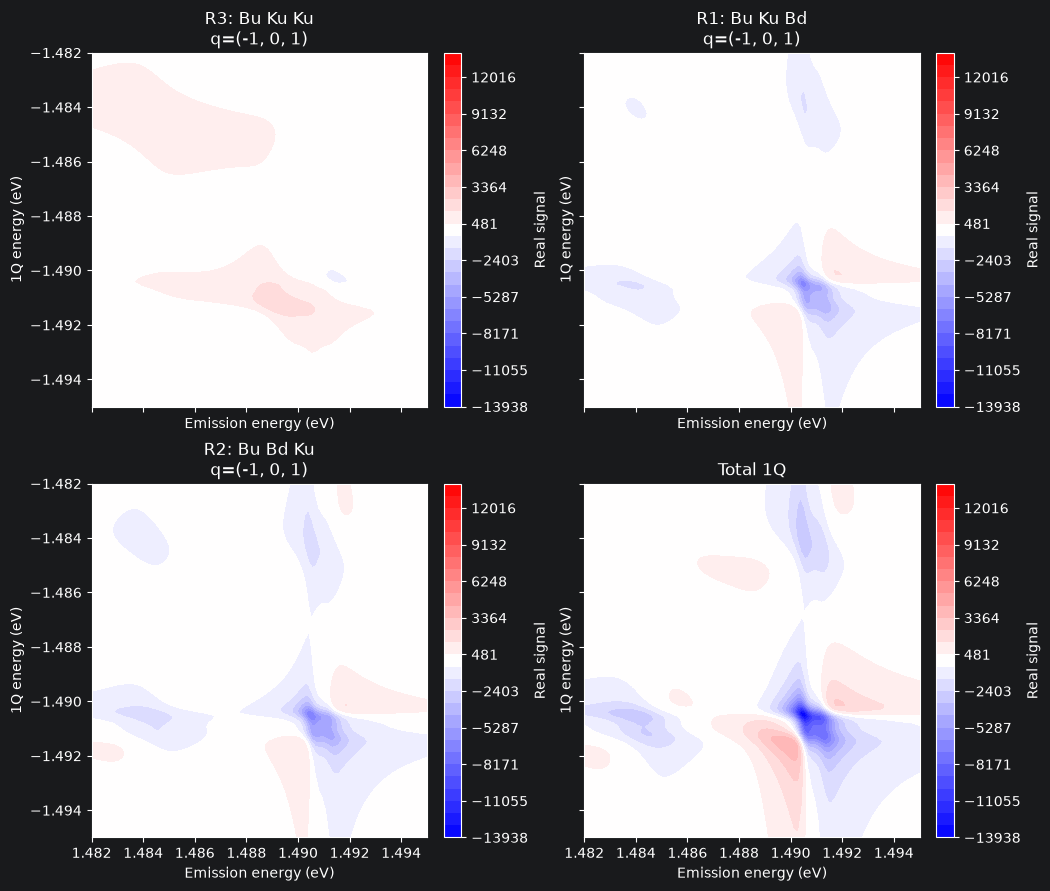 R3: Bu Ku Ku
q=(-1, 0, 1)
−1.482
−1.484
−1.486
−1.488
−1.490
−1.492
−1.494
1Q energy (eV)
Emission energy (eV)
12016
9132
6248
3364
481
−2403
−5287
−8171
−11055
−13938
Real signal
R1: Bu Ku Bd
q=(-1, 0, 1)
1Q energy (eV)
Emission energy (eV)
12016
9132
6248
3364
481
−2403
−5287
−8171
−11055
−13938
Real signal
R2: Bu Bd Ku
q=(-1, 0, 1)
−1.482
−1.484
−1.486
−1.488
−1.490
−1.492
−1.494
1Q energy (eV)
1.482 1.484 1.486 1.488 1.490 1.492 1.494
Emission energy (eV)
12016
9132
6248
3364
481
−2403
−5287
−8171
−11055
−13938
Real signal
Total 1Q
1Q energy (eV)
1.482 1.484 1.486 1.488 1.490 1.492 1.494
Emission energy (eV)
12016
9132
6248
3364
481
−2403
−5287
−8171
−11055
−13938
Real signal